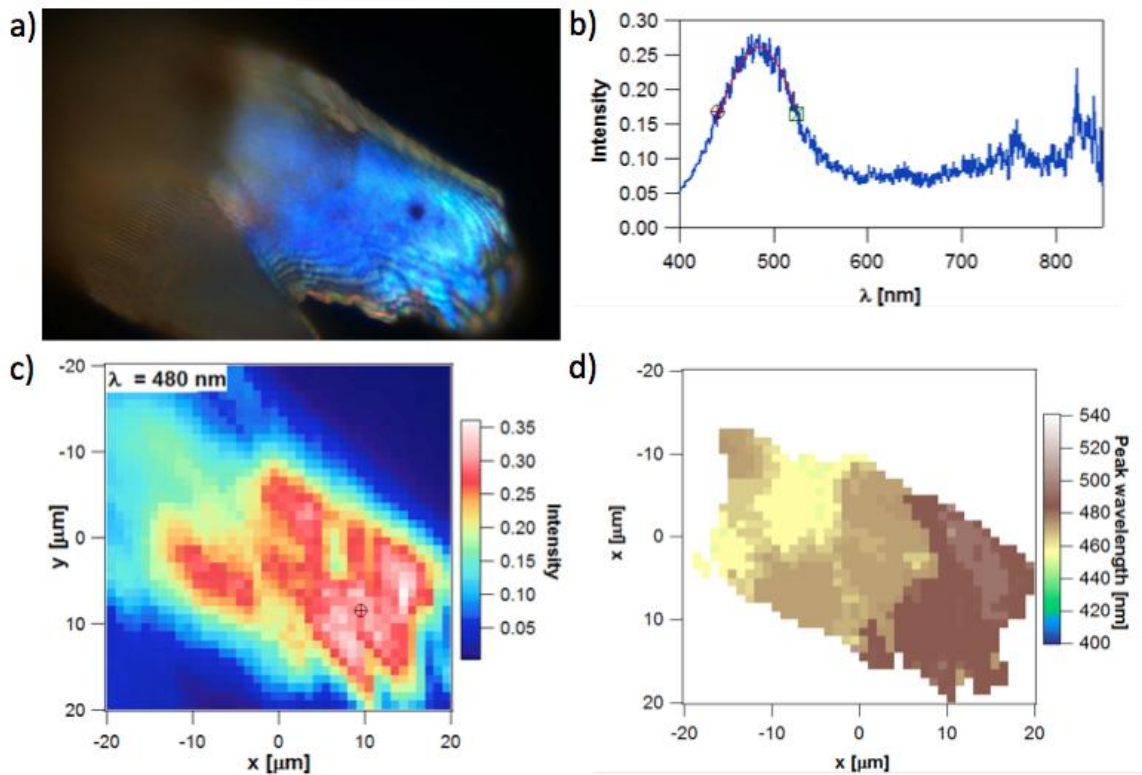 a)
b)
0.30
0.25
0.20
0.15
0.10
0.05
0.00
Intensity
400 500 600 700 800
λ [nm]
c)
λ = 480 nm
-20
-10
0
10
20
y [μm]
-20 -10 0 10 20
x [μm]
0.35
0.30
0.25
0.20
0.15
0.10
0.05
Intensity
d)
-20
-10
0
10
20
x [μm]
-20 -10 0 10 20
x [μm]
540
520
500
480
460
440
420
400
Peak wavelength [nm]